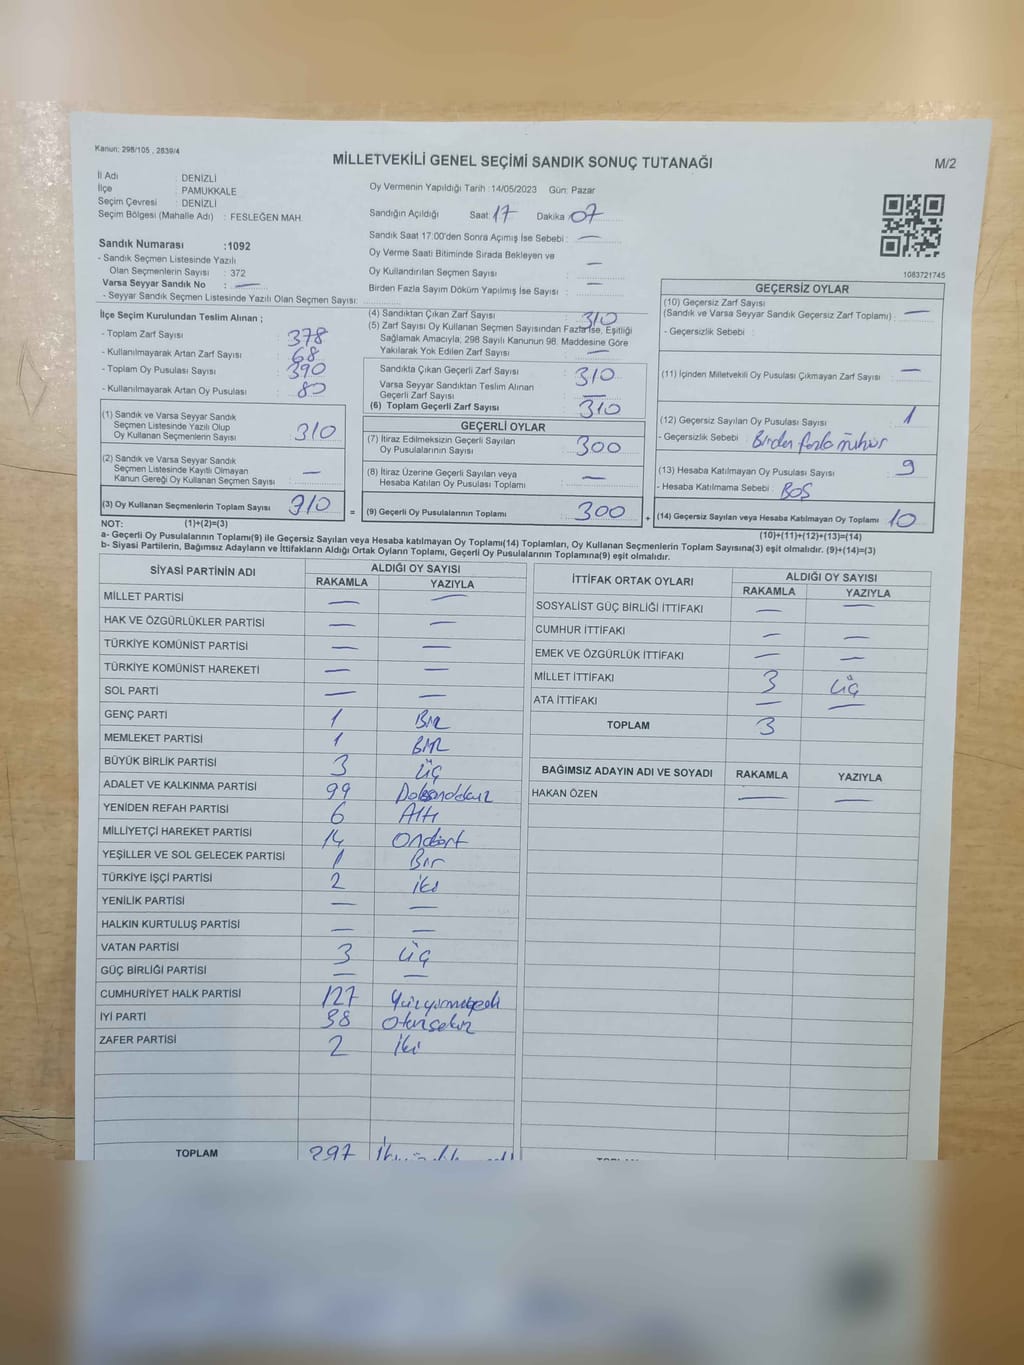 Kanun: 298/105 , 2839/4
MİLLETVEKİLİ GENEL SEÇİMİ SANDIK SONUÇ TUTANAĞI
M/2
İl Adı : DENİZLİ
İlçe : PAMUKKALE
Seçim Çevresi : DENİZLİ
Seçim Bölgesi (Mahalle Adı) : FESLEĞEN MAH.
Oy Vermenin Yapıldığı Tarih :14/05/2023 Gün: Pazar
Sandığın Açıldığı Saat: 17 Dakika: 07
Sandık Saat 17:00'den Sonra Açımış İse Sebebi : —
Oy Verme Saati Bitiminde Sırada Bekleyen ve
Oy Kullandırılan Seçmen Sayısı : —
Birden Fazla Sayım Döküm Yapılmış İse Sayısı : —
1083721745
Sandık Numarası :1092
- Sandık Seçmen Listesinde Yazılı
Olan Seçmenlerin Sayısı : 372
Varsa Seyyar Sandık No : —
- Seyyar Sandık Seçmen Listesinde Yazılı Olan Seçmen Sayısı:
İlçe Seçim Kurulundan Teslim Alınan ;
- Toplam Zarf Sayısı : 378
- Kullanılmayarak Artan Zarf Sayısı : 68
- Toplam Oy Pusulası Sayısı : 390
- Kullanılmayarak Artan Oy Pusulası : 80
(1) Sandık ve Varsa Seyyar Sandık
Seçmen Listesinde Yazılı Olup
Oy Kullanan Seçmenlerin Sayısı 310
(2) Sandık ve Varsa Seyyar Sandık
Seçmen Listesinde Kayıtlı Olmayan
Kanun Gereği Oy Kullanan Seçmen Sayısı : —
(3) Oy Kullanan Seçmenlerin Toplam Sayısı 310
(4) Sandıktan Çıkan Zarf Sayısı : 310
(5) Zarf Sayısı Oy Kullanan Seçmen Sayısından Fazla İse, Eşitliği
Sağlamak Amacıyla; 298 Sayılı Kanunun 98. Maddesine Göre
Yakılarak Yok Edilen Zarf Sayısı : —
Sandıkta Çıkan Geçerli Zarf Sayısı : 310
Varsa Seyyar Sandıktan Teslim Alınan
Geçerli Zarf Sayısı : —
(6) Toplam Geçerli Zarf Sayısı : 310
GEÇERLİ OYLAR
(7) İtiraz Edilmeksizin Geçerli Sayılan
Oy Pusulalarının Sayısı : 300
(8) İtiraz Üzerine Geçerli Sayılan veya
Hesaba Katılan Oy Pusulası Toplamı : —
= (9) Geçerli Oy Pusulalarının Toplamı : 300
GEÇERSİZ OYLAR
(10) Geçersiz Zarf Sayısı
(Sandık ve Varsa Seyyar Sandık Geçersiz Zarf Toplamı) : —
- Geçersizlik Sebebi :
(11) İçinden Milletvekili Oy Pusulası Çıkmayan Zarf Sayısı : —
(12) Geçersiz Sayılan Oy Pusulası Sayısı : 1
- Geçersizlik Sebebi : Birden fazla mühür
(13) Hesaba Katılmayan Oy Pusulası Sayısı : 9
- Hesaba Katılmama Sebebi : BOŞ
+ (14) Geçersiz Sayılan veya Hesaba Katılmayan Oy Toplamı 10
NOT: (1)+(2)=(3)
(10)+(11)+(12)+(13)=(14)
a- Geçerli Oy Pusulalarının Toplamı(9) ile Geçersiz Sayılan veya Hesaba katılmayan Oy Toplamı(14) Toplamları, Oy Kullanan Seçmenlerin Toplam Sayısına(3) eşit olmalıdır. (9)+(14)=(3)
b- Siyasi Partilerin, Bağımsız Adayların ve İttifakların Aldığı Ortak Oyların Toplamı, Geçerli Oy Pusulalarının Toplamına(9) eşit olmalıdır.
SİYASİ PARTİNİN ADI ALDIĞI OY SAYISI
RAKAMLA YAZIYLA
MİLLET PARTİSİ — —
HAK VE ÖZGÜRLÜKLER PARTİSİ — —
TÜRKİYE KOMÜNİST PARTİSİ — —
TÜRKİYE KOMÜNİST HAREKETİ — —
SOL PARTİ — —
GENÇ PARTİ 1 BİR
MEMLEKET PARTİSİ 1 BİR
BÜYÜK BİRLİK PARTİSİ 3 üç
ADALET VE KALKINMA PARTİSİ 99 Doksandokuz
YENİDEN REFAH PARTİSİ 6 Altı
MİLLİYETÇİ HAREKET PARTİSİ 14 Ondört
YEŞİLLER VE SOL GELECEK PARTİSİ 1 Bir
TÜRKİYE İŞÇİ PARTİSİ 2 iki
YENİLİK PARTİSİ — —
HALKIN KURTULUŞ PARTİSİ — —
VATAN PARTİSİ 3 üç
GÜÇ BİRLİĞİ PARTİSİ — —
CUMHURİYET HALK PARTİSİ 127 Yüzyirmiyedi
İYİ PARTİ 38 Otuzsekiz
ZAFER PARTİSİ 2 İki
TOPLAM 297
İTTİFAK ORTAK OYLARI ALDIĞI OY SAYISI
RAKAMLA YAZIYLA
SOSYALİST GÜÇ BİRLİĞİ İTTİFAKI — —
CUMHUR İTTİFAKI — —
EMEK VE ÖZGÜRLÜK İTTİFAKI — —
MİLLET İTTİFAKI 3 üç
ATA İTTİFAKI — —
TOPLAM 3
BAĞIMSIZ ADAYIN ADI VE SOYADI RAKAMLA YAZIYLA
HAKAN ÖZEN — —